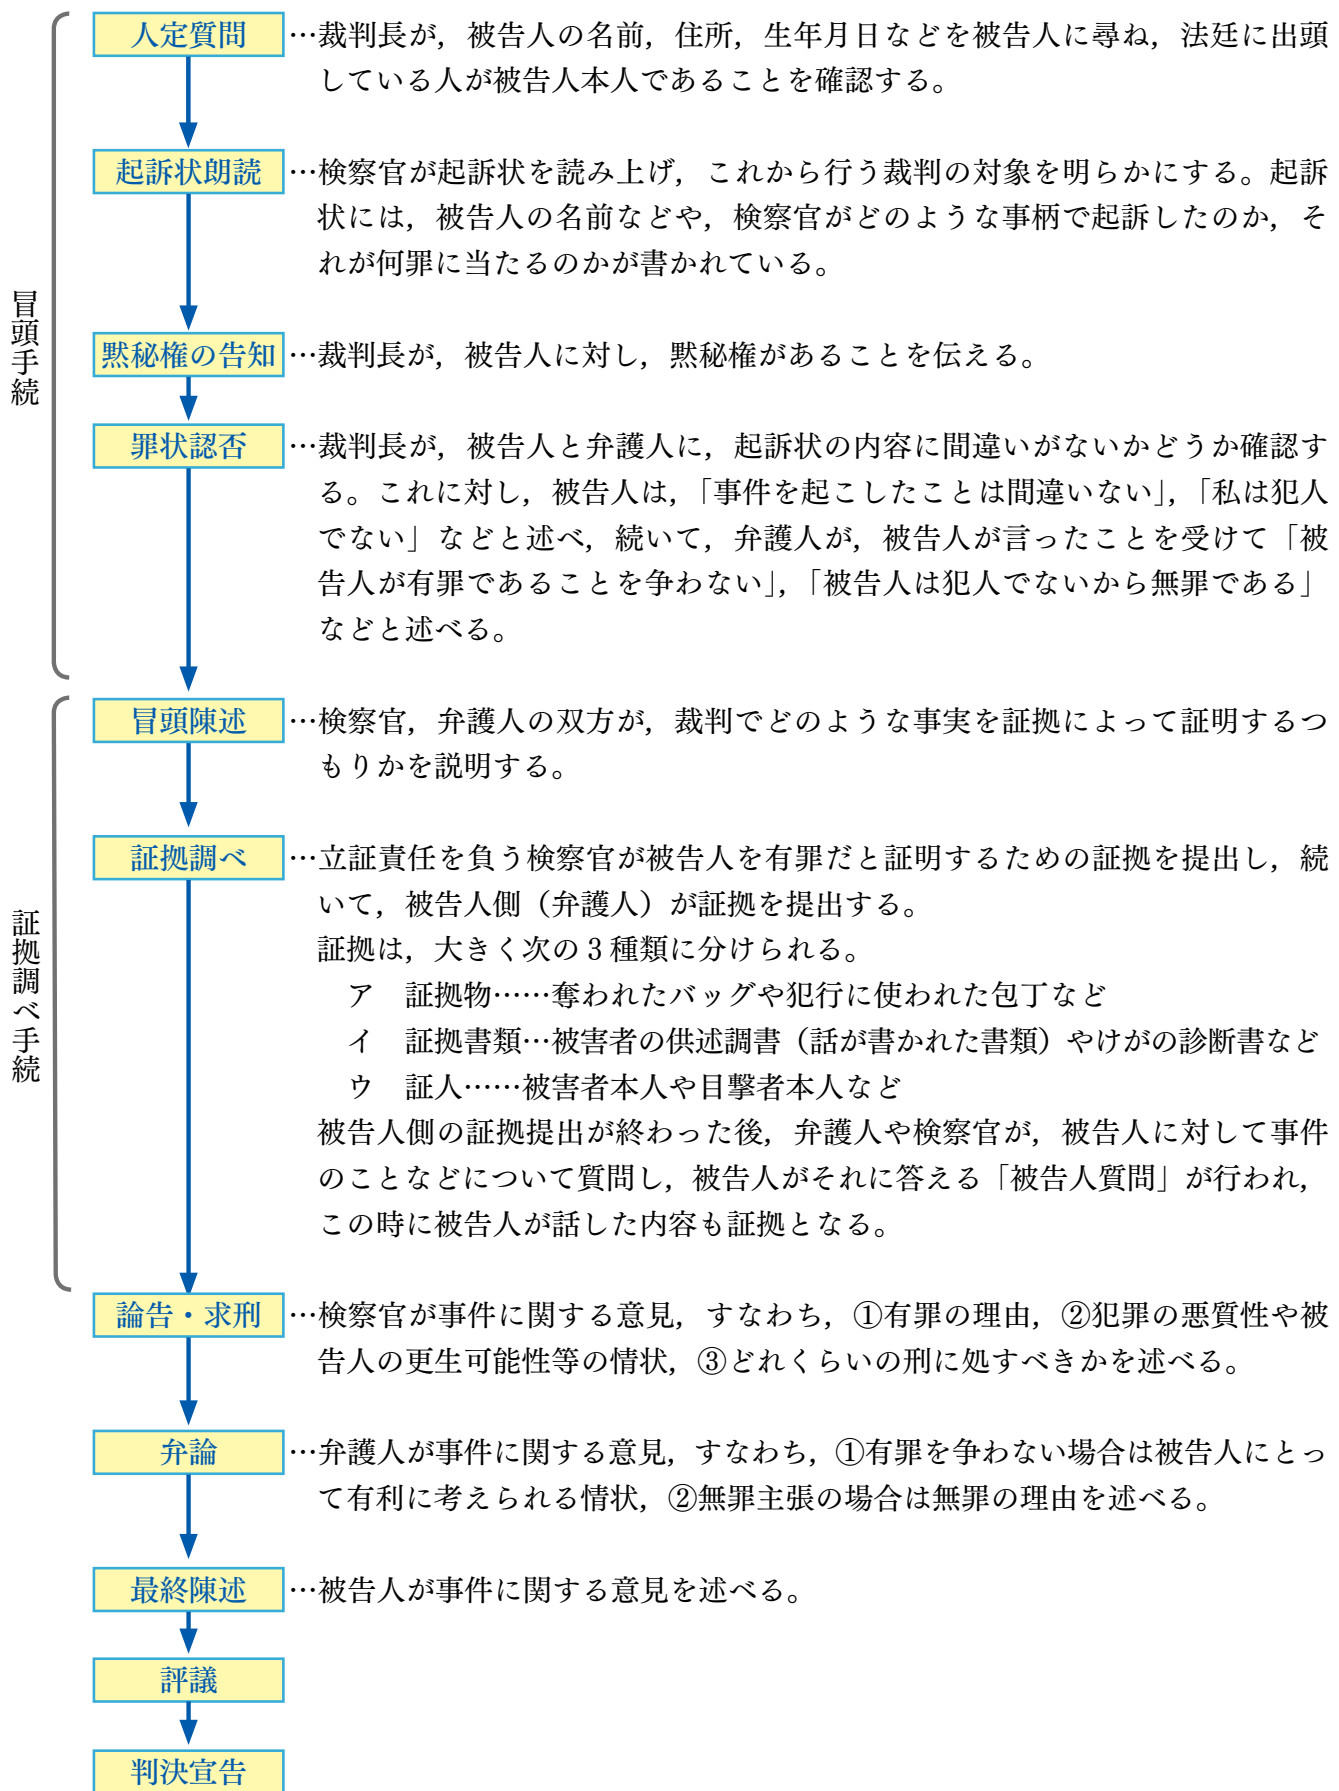 冒頭手続
人定質問 …裁判長が，被告人の名前，住所，生年月日などを被告人に尋ね，法廷に出頭
している人が被告人本人であることを確認する。
起訴状朗読 …検察官が起訴状を読み上げ，これから行う裁判の対象を明らかにする。起訴
状には，被告人の名前などや，検察官がどのような事柄で起訴したのか，そ
れが何罪に当たるのかが書かれている。
黙秘権の告知 …裁判長が，被告人に対し，黙秘権があることを伝える。
罪状認否 …裁判長が，被告人と弁護人に，起訴状の内容に間違いがないかどうか確認す
る。これに対し，被告人は，「事件を起こしたことは間違いない」，「私は犯人
でない」などと述べ，続いて，弁護人が，被告人が言ったことを受けて「被
告人が有罪であることを争わない」，「被告人は犯人でないから無罪である」
などと述べる。
証拠調べ手続
冒頭陳述 …検察官，弁護人の双方が，裁判でどのような事実を証拠によって証明するつ
もりかを説明する。
証拠調べ …立証責任を負う検察官が被告人を有罪だと証明するための証拠を提出し，続
いて，被告人側（弁護人）が証拠を提出する。
証拠は，大きく次の３種類に分けられる。
ア　証拠物……奪われたバッグや犯行に使われた包丁など
イ　証拠書類…被害者の供述調書（話が書かれた書類）やけがの診断書など
ウ　証人……被害者本人や目撃者本人など
被告人側の証拠提出が終わった後，弁護人や検察官が，被告人に対して事件
のことなどについて質問し，被告人がそれに答える「被告人質問」が行われ，
この時に被告人が話した内容も証拠となる。
論告・求刑 …検察官が事件に関する意見，すなわち，①有罪の理由，②犯罪の悪質性や被
告人の更生可能性等の情状，③どれくらいの刑に処すべきかを述べる。
弁論 …弁護人が事件に関する意見，すなわち，①有罪を争わない場合は被告人にとっ
て有利に考えられる情状，②無罪主張の場合は無罪の理由を述べる。
最終陳述 …被告人が事件に関する意見を述べる。
評議
判決宣告